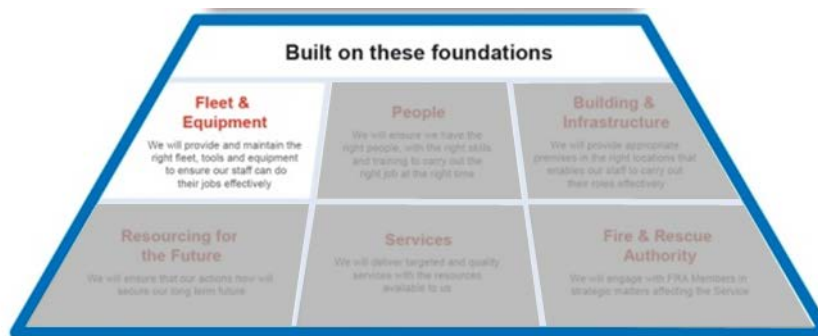 Built on these foundations
Fleet &
Equipment
We will provide and maintain the
right fleet, tools and equipment
to ensure our staff can do
their jobs effectively
People
We will ensure we have the
right people, with the right skills
and training to carry out the
right job at the right time
Building &
Infrastructure
We will provide appropriate
premises in the right locations that
enables our staff to carry out
their roles effectively
Resourcing for
the Future
We will ensure that our actions now will
secure our long term future
Services
We will deliver targeted and quality
services with the resources
available to us
Fire & Rescue
Authority
We will engage with FRA Members in
strategic matters affecting the Service